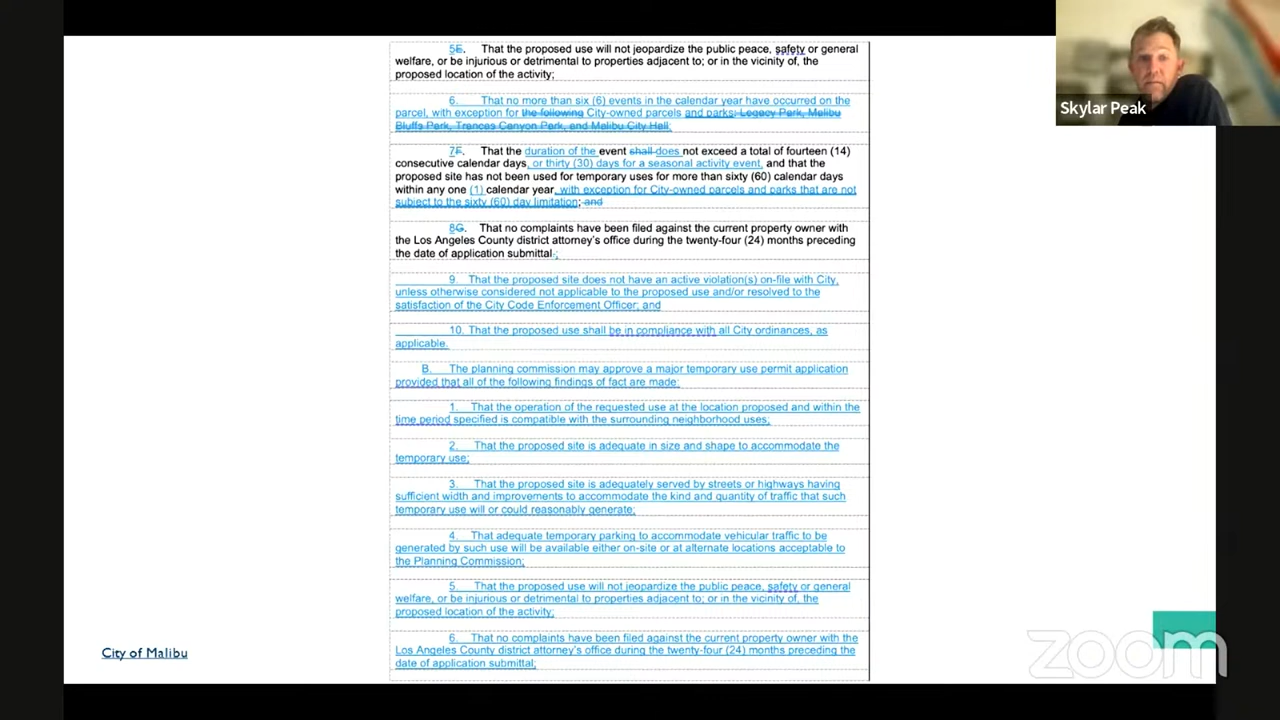 5E. That the proposed use will not jeopardize the public peace, safety or general
welfare, or be injurious or detrimental to properties adjacent to; or in the vicinity of, the
proposed location of the activity;
6. That no more than six (6) events in the calendar year have occurred on the
parcel, with exception for the following City-owned parcels and parks: Legacy Park, Malibu
Bluffs Park, Trancas Canyon Park, and Malibu City Hall;
7F. That the duration of the event shall does not exceed a total of fourteen (14)
consecutive calendar days, or thirty (30) days for a seasonal activity event, and that the
proposed site has not been used for temporary uses for more than sixty (60) calendar days
within any one (1) calendar year, with exception for City-owned parcels and parks that are not
subject to the sixty (60) day limitation; and
8G. That no complaints have been filed against the current property owner with
the Los Angeles County district attorney's office during the twenty-four (24) months preceding
the date of application submittal.;
9. That the proposed site does not have an active violation(s) on-file with City,
unless otherwise considered not applicable to the proposed use and/or resolved to the
satisfaction of the City Code Enforcement Officer; and
10. That the proposed use shall be in compliance with all City ordinances, as
applicable.
B. The planning commission may approve a major temporary use permit application
provided that all of the following findings of fact are made:
1. That the operation of the requested use at the location proposed and within the
time period specified is compatible with the surrounding neighborhood uses;
2. That the proposed site is adequate in size and shape to accommodate the
temporary use;
3. That the proposed site is adequately served by streets or highways having
sufficient width and improvements to accommodate the kind and quantity of traffic that such
temporary use will or could reasonably generate;
4. That adequate temporary parking to accommodate vehicular traffic to be
generated by such use will be available either on-site or at alternate locations acceptable to
the Planning Commission;
5. That the proposed use will not jeopardize the public peace, safety or general
welfare, or be injurious or detrimental to properties adjacent to; or in the vicinity of, the
proposed location of the activity;
6. That no complaints have been filed against the current property owner with the
Los Angeles County district attorney's office during the twenty-four (24) months preceding the
date of application submittal;
City of Malibu
Skylar Peak
zoom